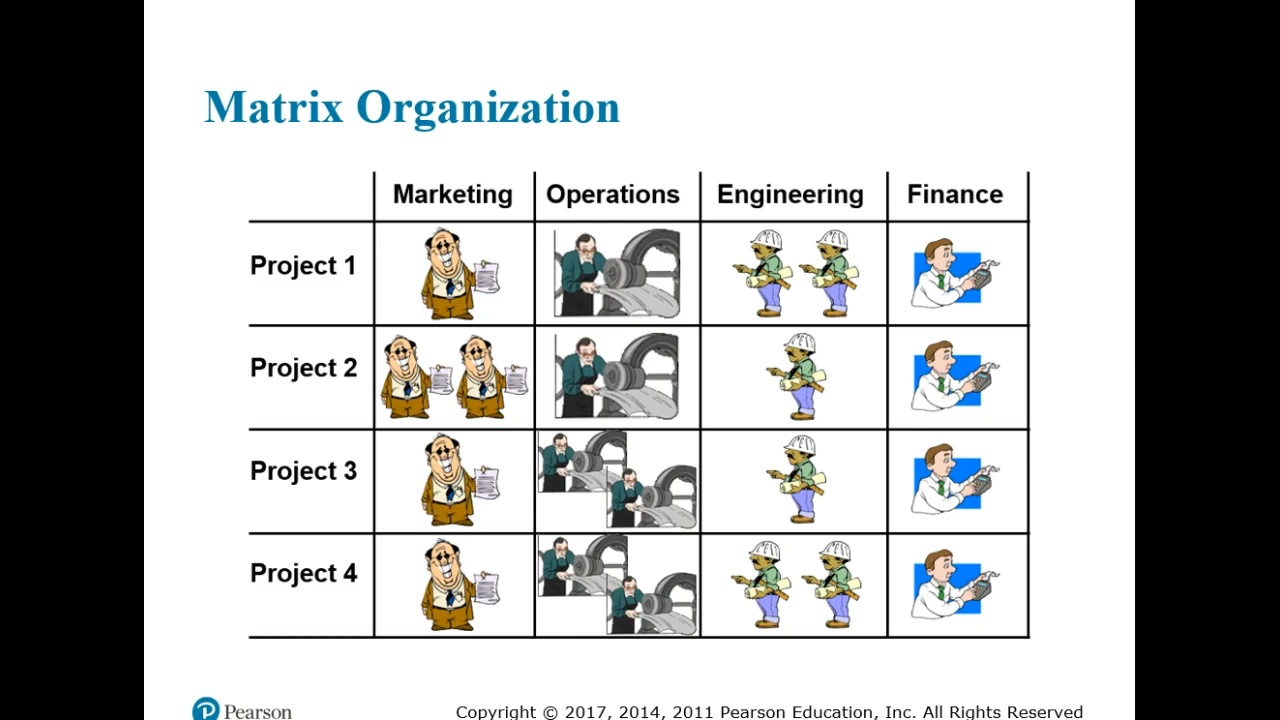 Matrix Organization
Marketing Operations Engineering Finance
Project 1
Project 2
Project 3
Project 4
Pearson
Copyright © 2017, 2014, 2011 Pearson Education, Inc. All Rights Reserved